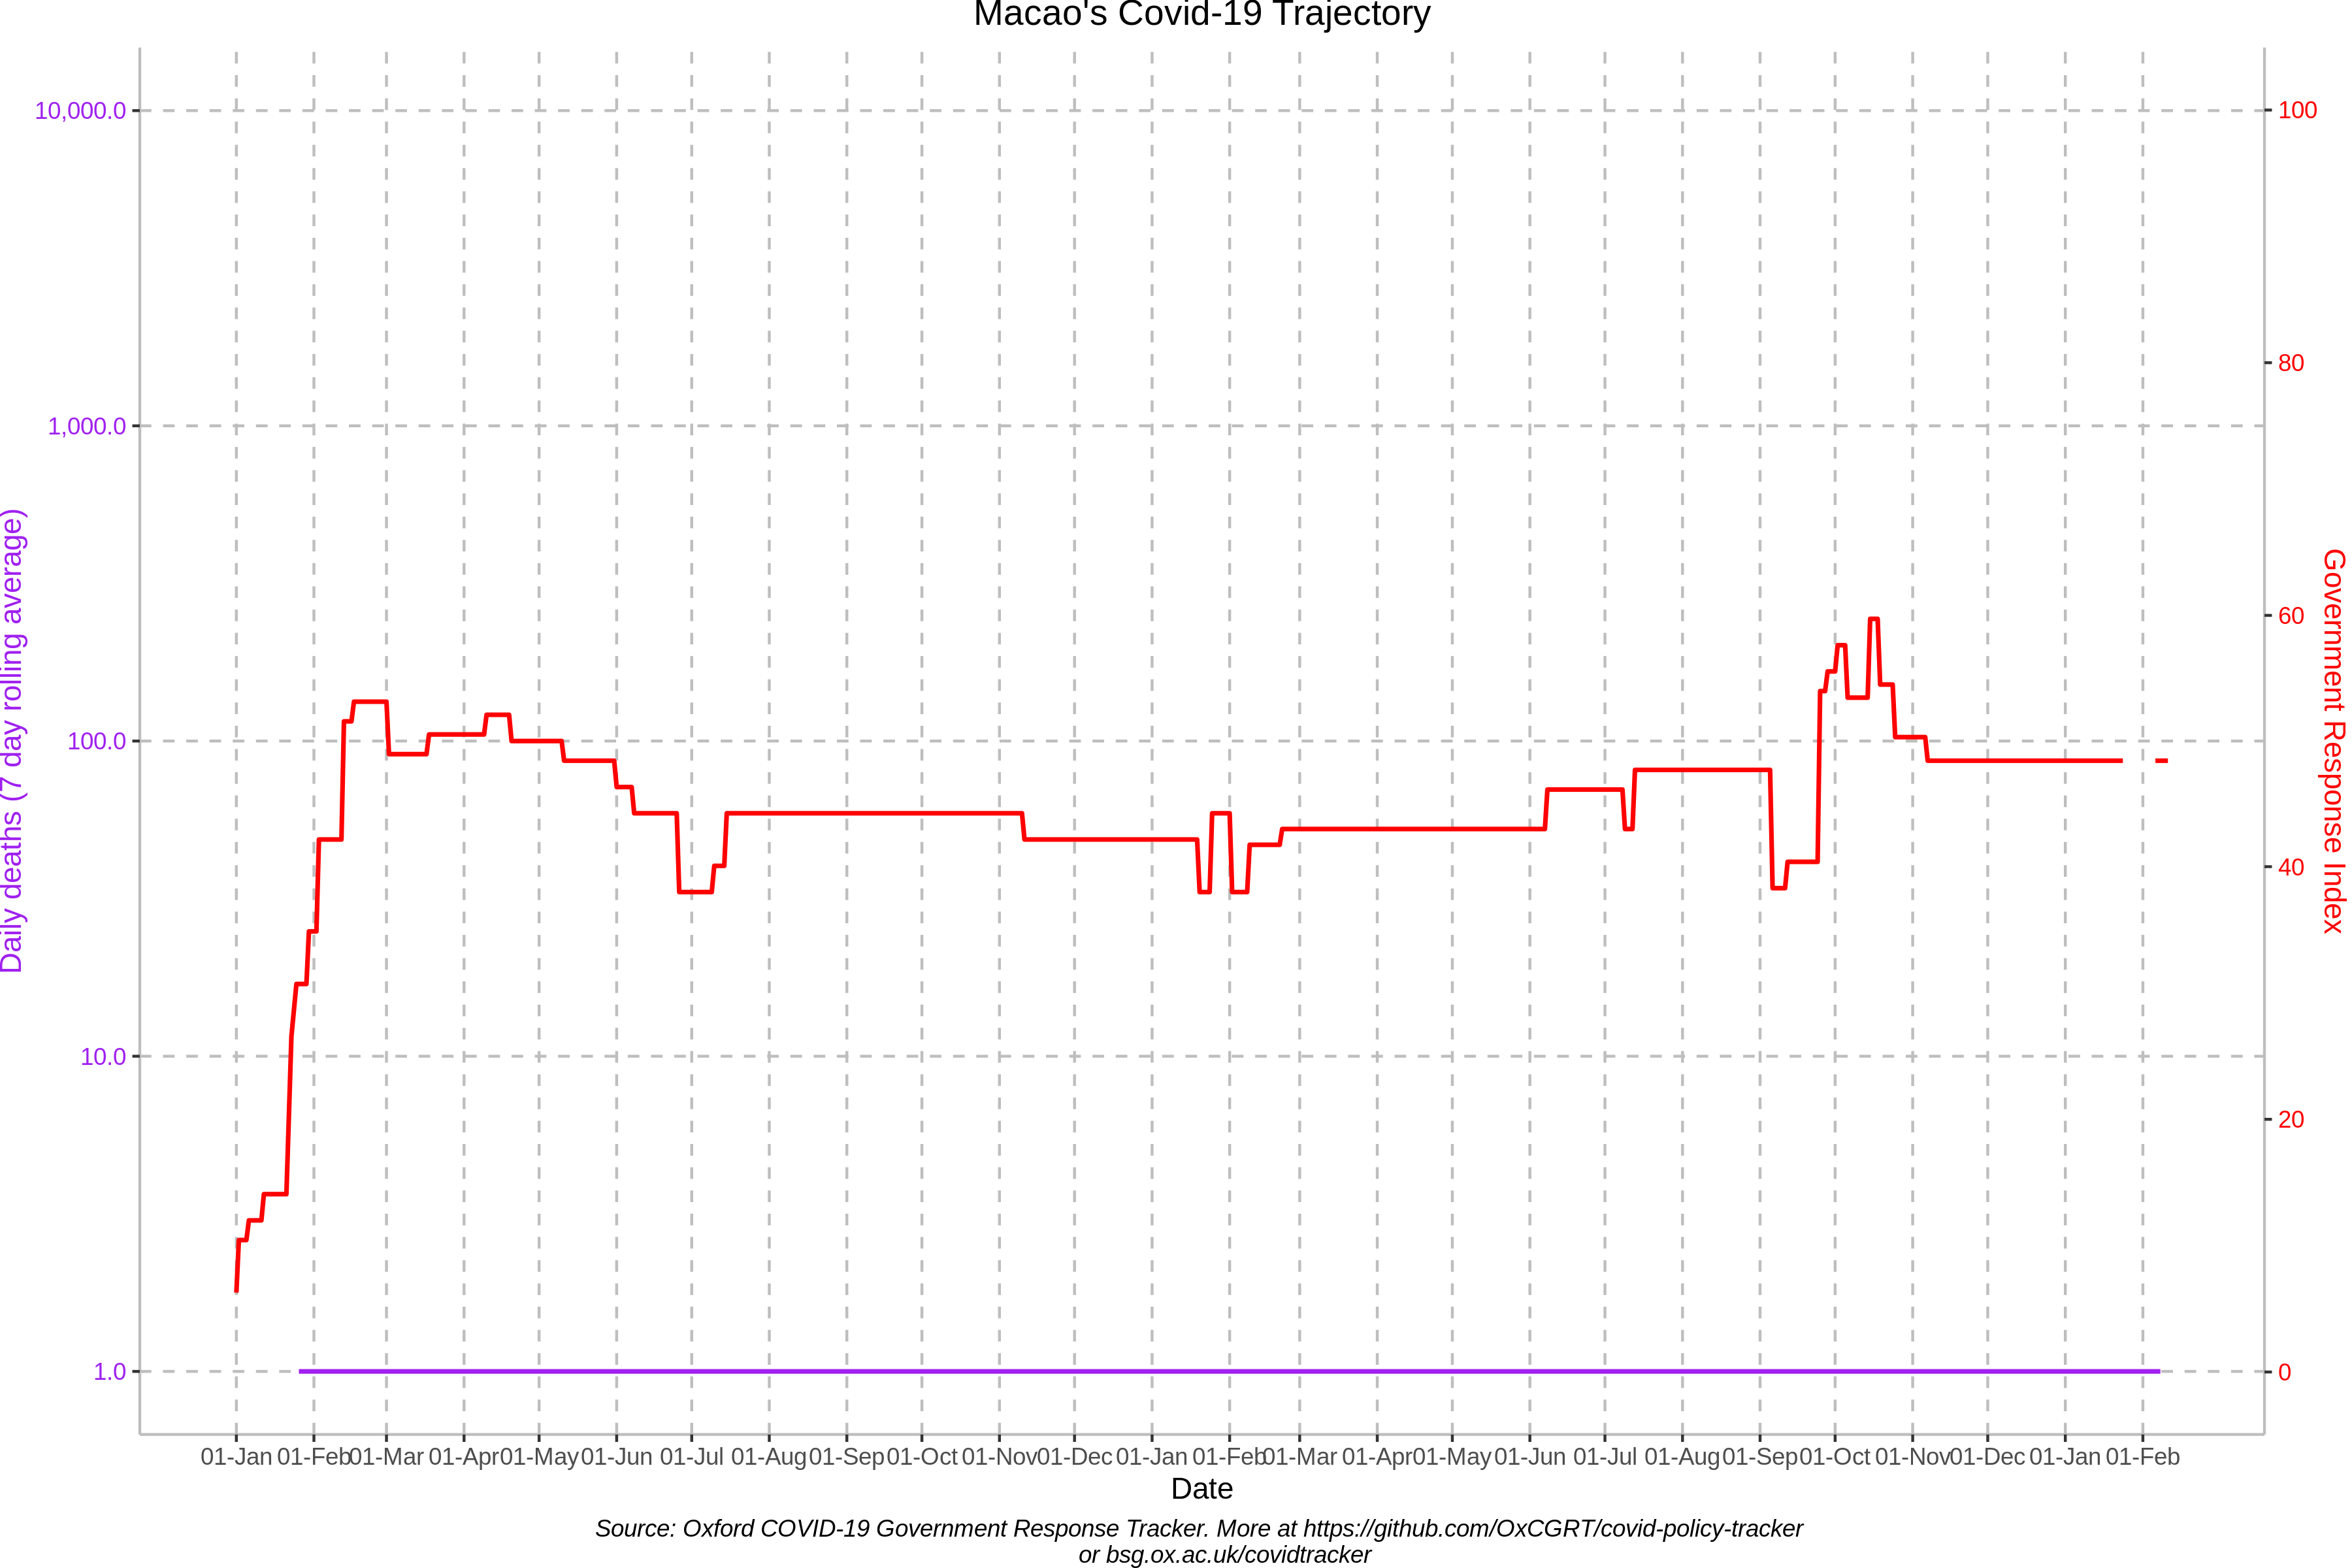 Macao's Covid-19 Trajectory
10,000.0
1,000.0
100.0
10.0
1.0
Daily deaths (7 day rolling average)
100
80
60
40
20
0
Government Response Index
01-Jan 01-Feb 01-Mar 01-Apr 01-May 01-Jun 01-Jul 01-Aug 01-Sep 01-Oct 01-Nov 01-Dec 01-Jan 01-Feb 01-Mar 01-Apr 01-May 01-Jun 01-Jul 01-Aug 01-Sep 01-Oct 01-Nov 01-Dec 01-Jan 01-Feb
Date
Source: Oxford COVID-19 Government Response Tracker. More at https://github.com/OxCGRT/covid-policy-tracker
or bsg.ox.ac.uk/covidtracker